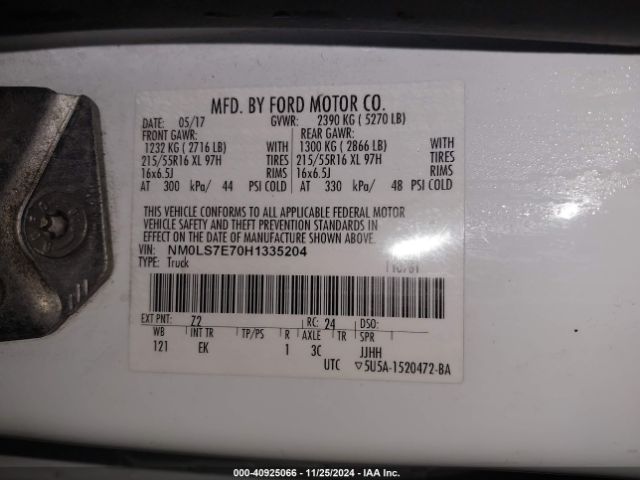 MFD. BY FORD MOTOR CO.
DATE: 05/17 GVWR: 2390 KG ( 5270 LB)
FRONT GAWR: REAR GAWR:
1232 KG ( 2716 LB) WITH 1300 KG ( 2866 LB) WITH
215/55R16 XL 97H TIRES 215/55R16 XL 97H TIRES
16x6.5J RIMS 16x6.5J RIMS
AT 300 kPa/ 44 PSI COLD AT 330 kPa/ 48 PSI COLD
THIS VEHICLE CONFORMS TO ALL APPLICABLE FEDERAL MOTOR
VEHICLE SAFETY AND THEFT PREVENTION STANDARDS
IN EFFECT ON THE DATE OF MANUFACTURE SHOWN ABOVE.
VIN: NM0LS7E70H1335204
TYPE: Truck
EXT PNT: Z2 RC: 24 DSO:
WB INT TR TP/PS R AXLE TR SPR
121 EK 1 3C JJHH
UTC ▽5U5A-1520472-BA
000-40925066 - 11/25/2024 - IAA Inc.